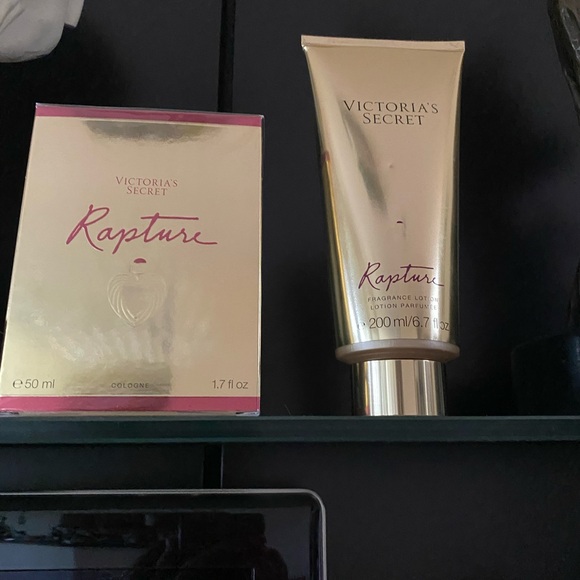 VICTORIA'S
SECRET
Rapture
℮ 50 ml
COLOGNE
1.7 fl oz
VICTORIA'S
SECRET
Rapture
FRAGRANCE LOTION
LOTION PARFUMÉE
℮ 200 ml/6.7 fl oz